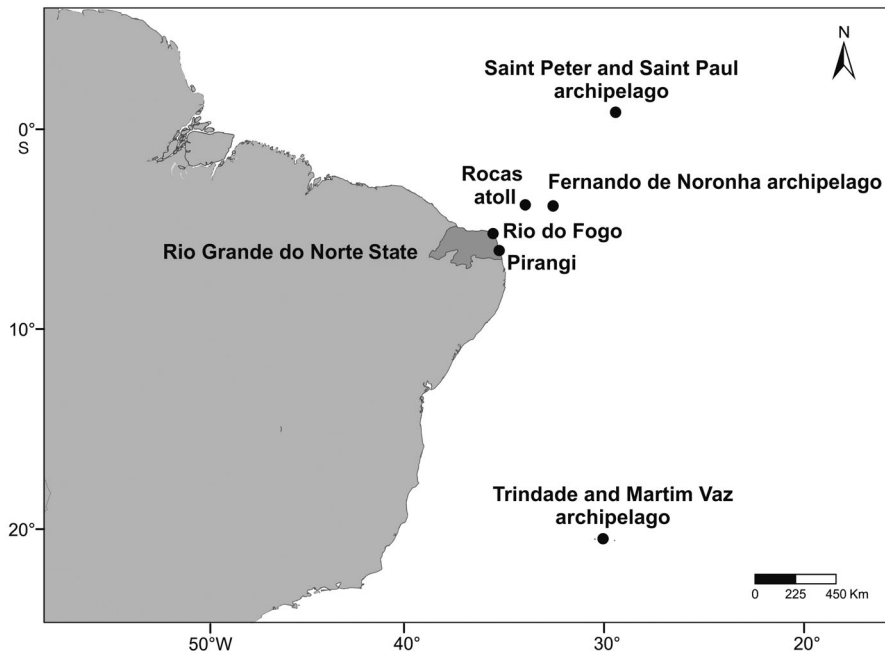 N
Saint Peter and Saint Paul
archipelago
0°
S
Rocas
atoll
Fernando de Noronha archipelago
Rio do Fogo
Rio Grande do Norte State
Pirangi
10°
Trindade and Martim Vaz
archipelago
20°
0 225 450 Km
50°W 40° 30° 20°